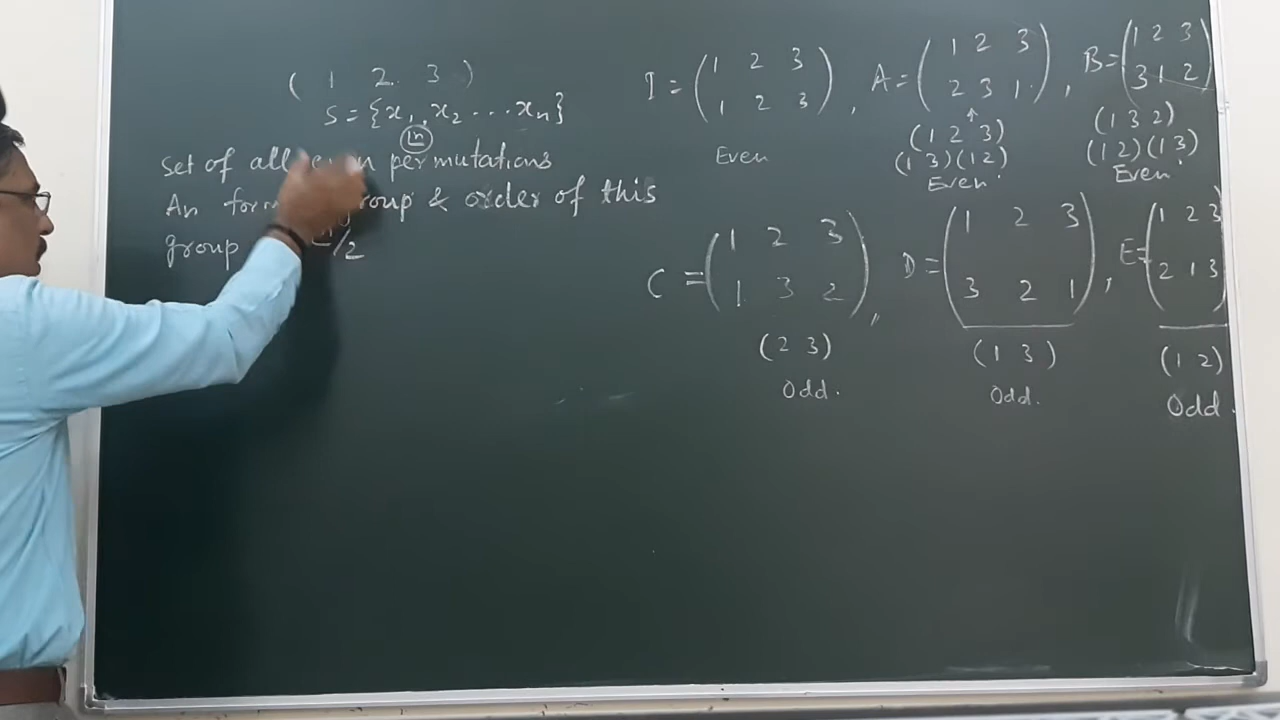 ( 1 2 3 )
S = {x₁, x₂ ... xₙ}
⌊n
set of all even permutations
An form group & order of this
group ⌊n/2
I = (1 2 3
1 2 3),
Even
A = (1 2 3
2 3 1),
(1 2 3)
(1 3)(1 2)
Even
B = (1 2 3
3 1 2)
(1 3 2)
(1 2)(1 3)
Even
C = (1 2 3
1 3 2),
(2 3)
Odd.
D = (1 2 3
3 2 1),
(1 3)
Odd.
E = (1 2 3
2 1 3)
(1 2)
Odd.